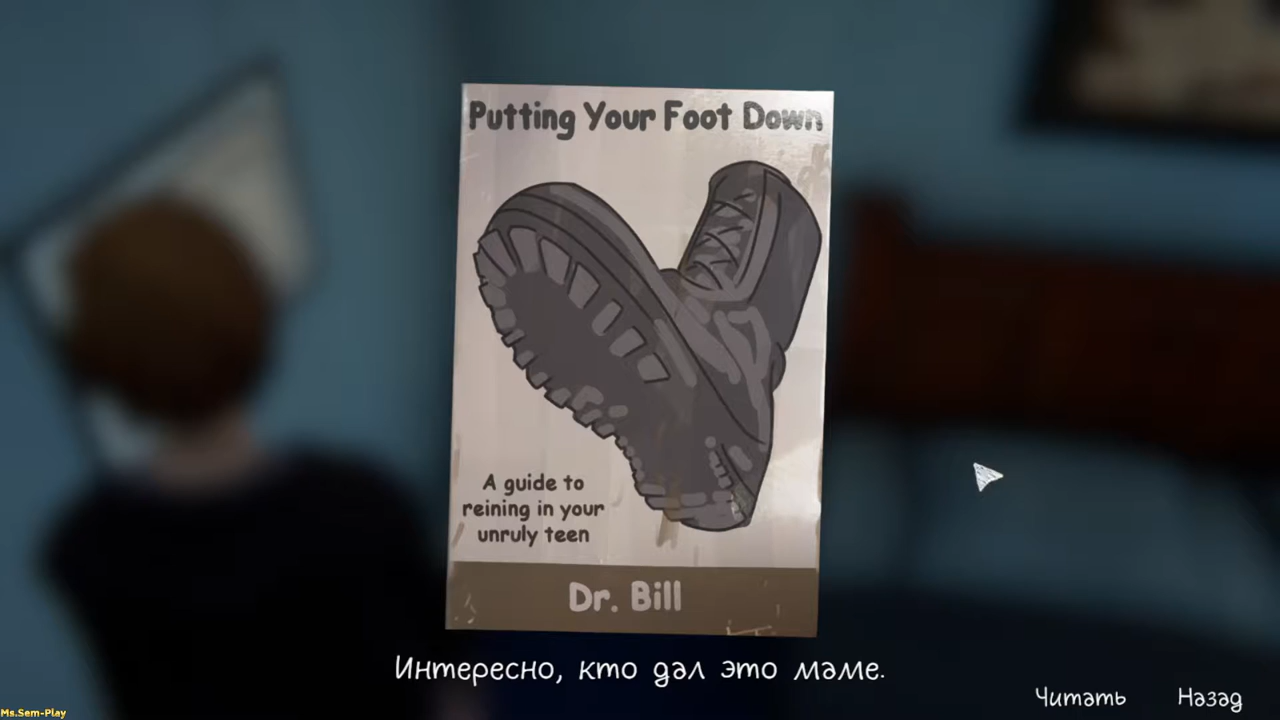 Putting Your Foot Down
A guide to
reining in your
unruly teen
Dr. Bill
Интересно, кто дал это маме.
Читать Назад
Ms.Sem-Play